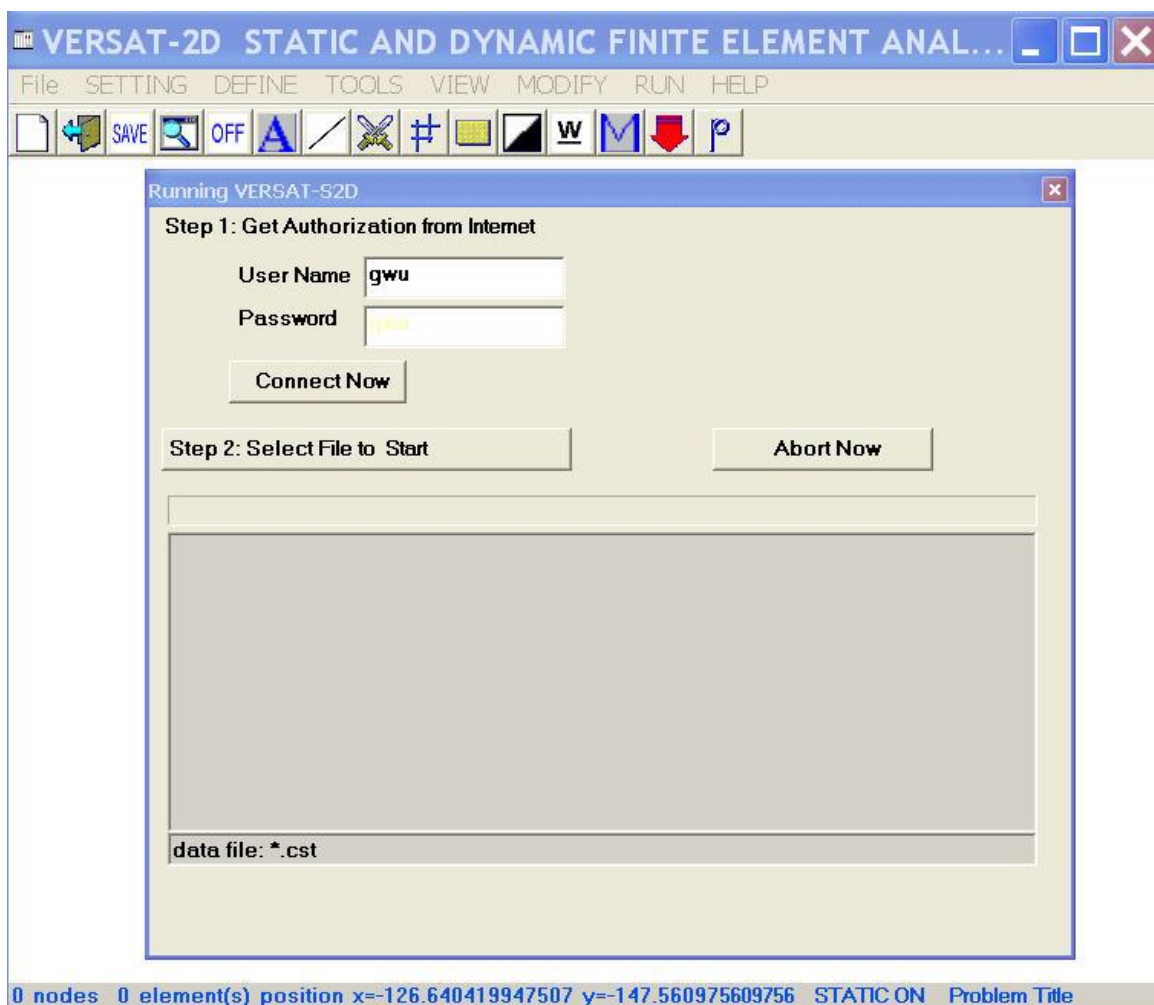 VERSAT-2D STATIC AND DYNAMIC FINITE ELEMENT ANAL...
File SETTING DEFINE TOOLS VIEW MODIFY RUN HELP
SAVE OFF A W
Running VERSAT-S2D
Step 1: Get Authorization from Internet
User Name gwu
Password gwu
Connect Now
Step 2: Select File to Start Abort Now
data file: *.cst
0 nodes 0 element(s) position x=-126.640419947507 y=-147.560975609756 STATIC ON Problem Title